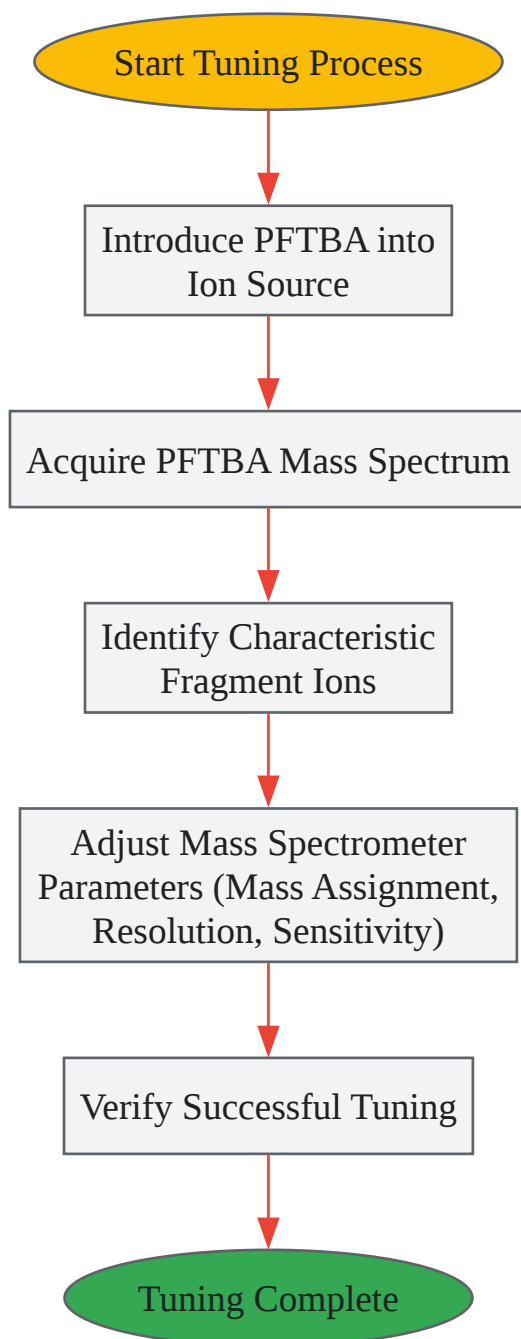 Start Tuning Process
Introduce PFTBA into
Ion Source
Acquire PFTBA Mass Spectrum
Identify Characteristic
Fragment Ions
Adjust Mass Spectrometer
Parameters (Mass Assignment,
Resolution, Sensitivity)
Verify Successful Tuning
Tuning Complete